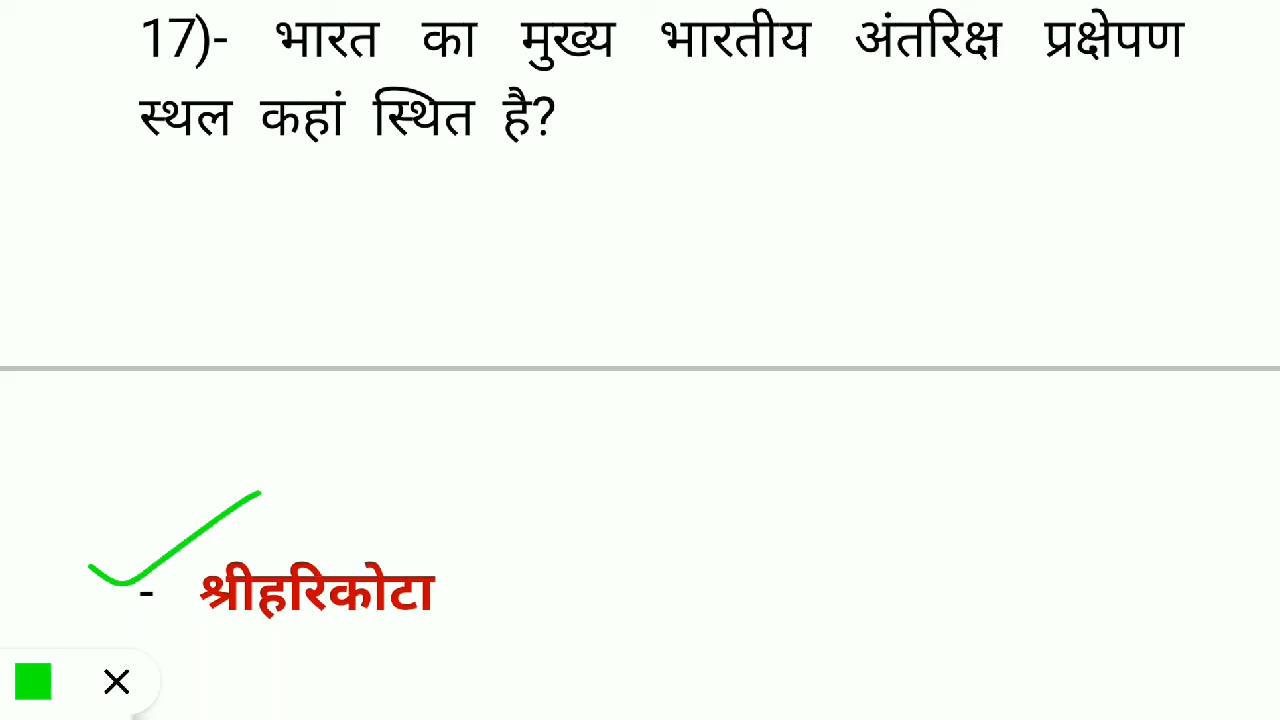 17)- भारत का मुख्य भारतीय अंतरिक्ष प्रक्षेपण
स्थल कहां स्थित है?
- श्रीहरिकोटा